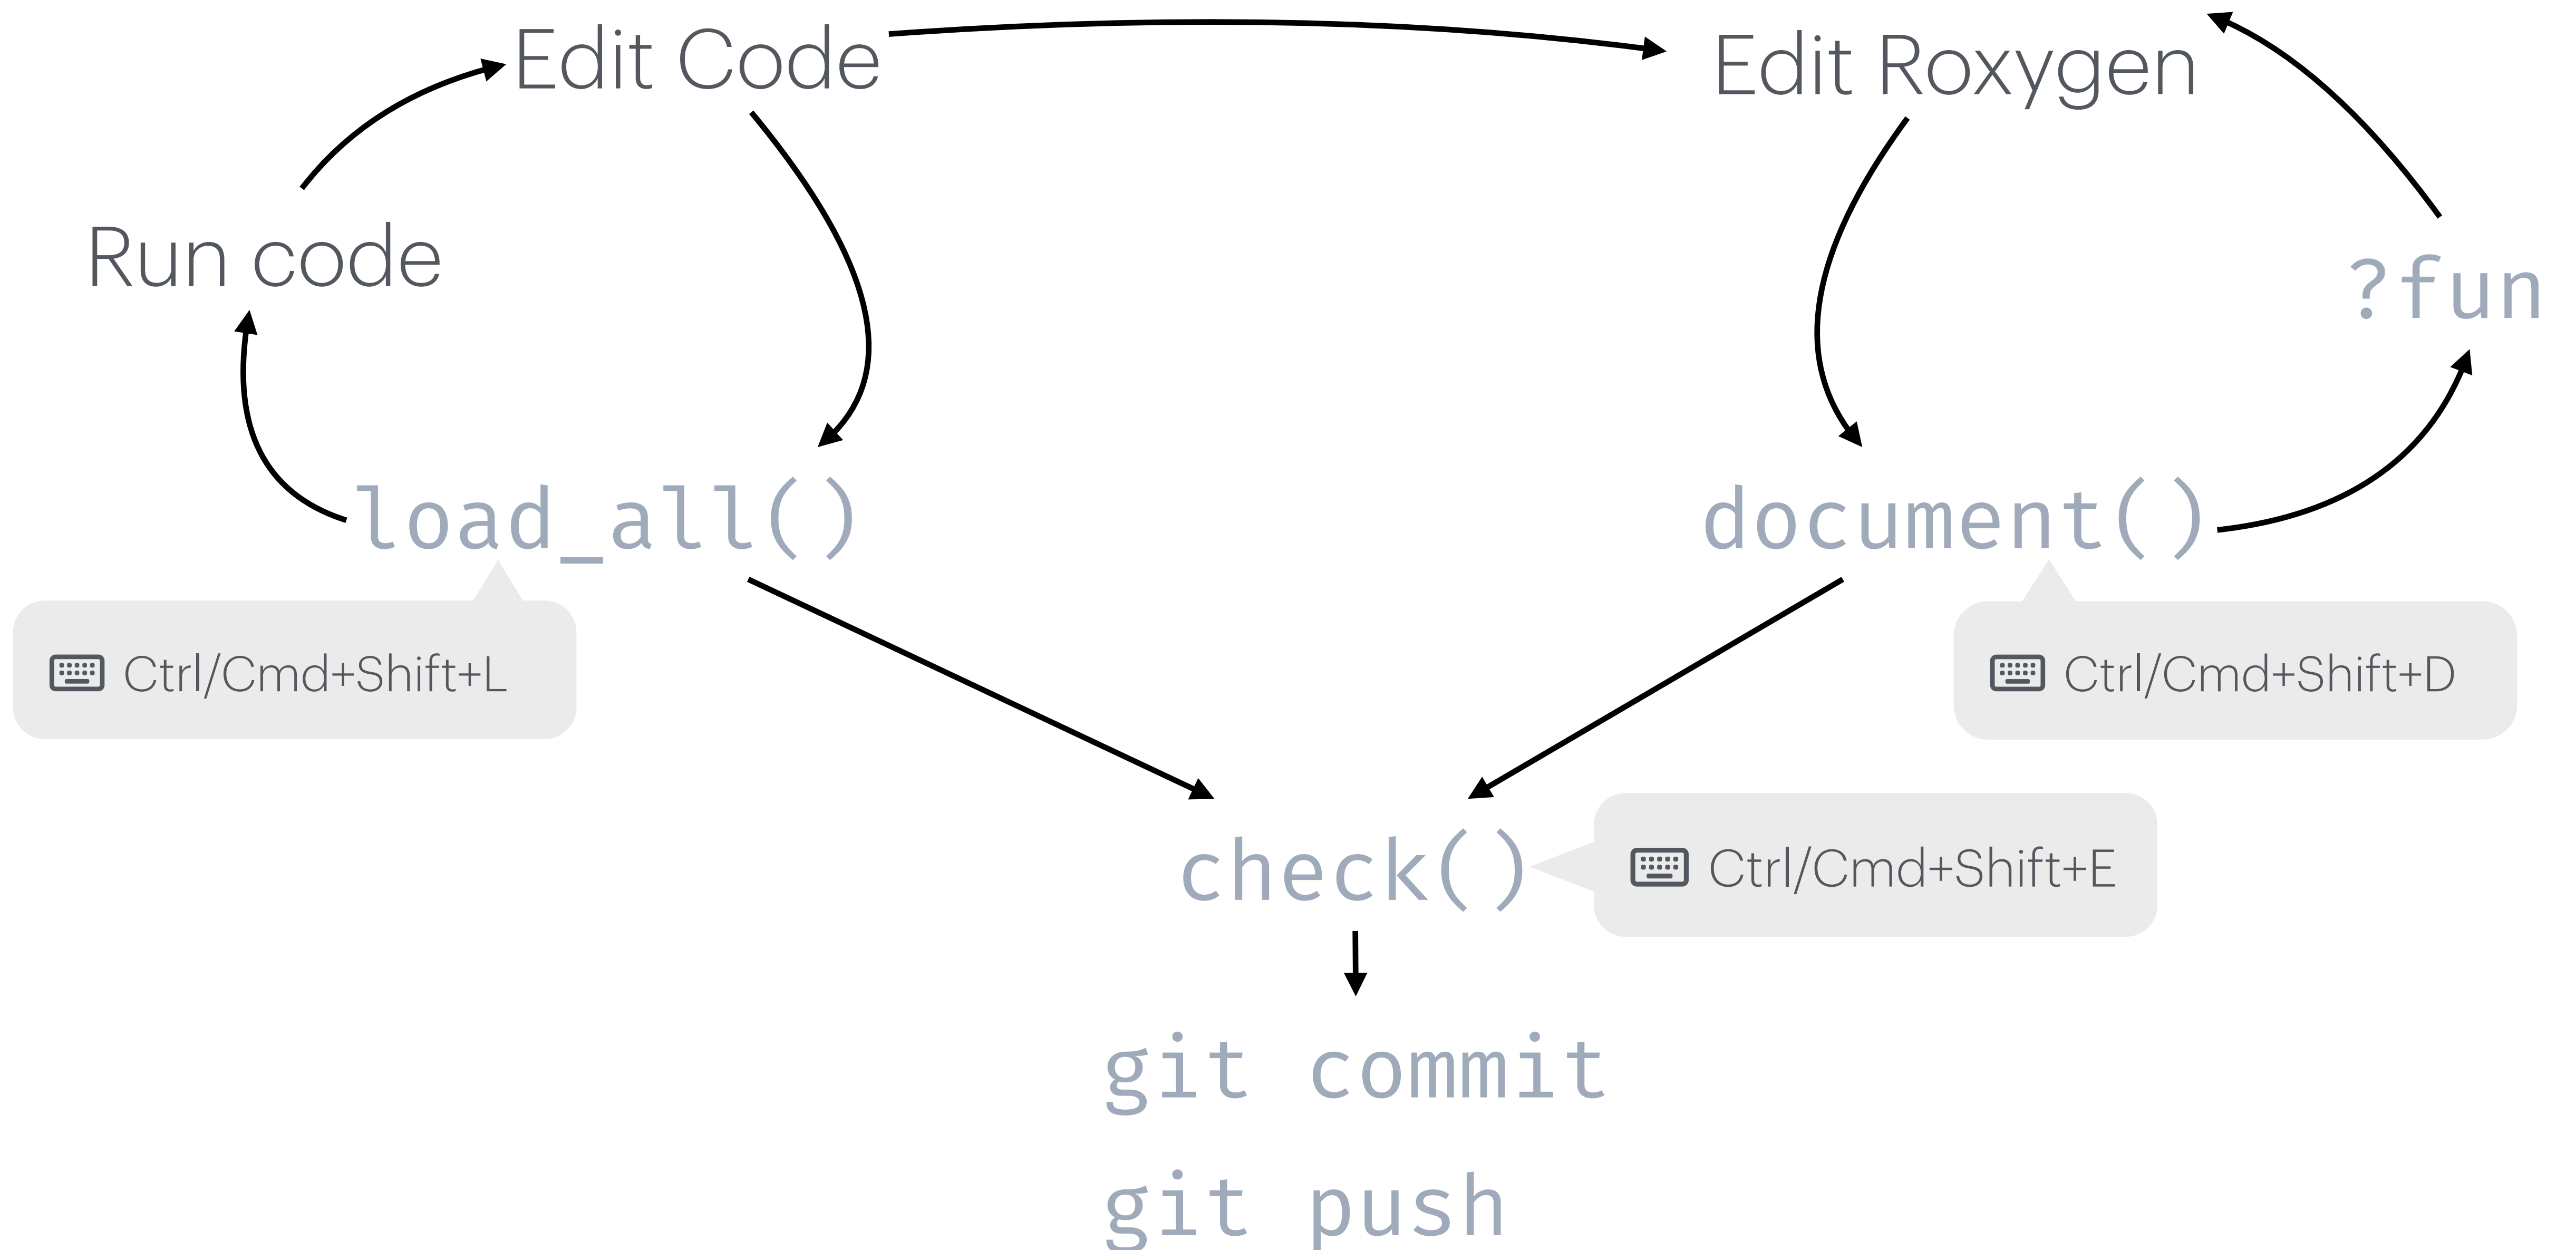 Edit Code
Edit Roxygen
Run code
?fun
load_all()
document()
Ctrl/Cmd+Shift+L
Ctrl/Cmd+Shift+D
check()
Ctrl/Cmd+Shift+E
git commit
git push